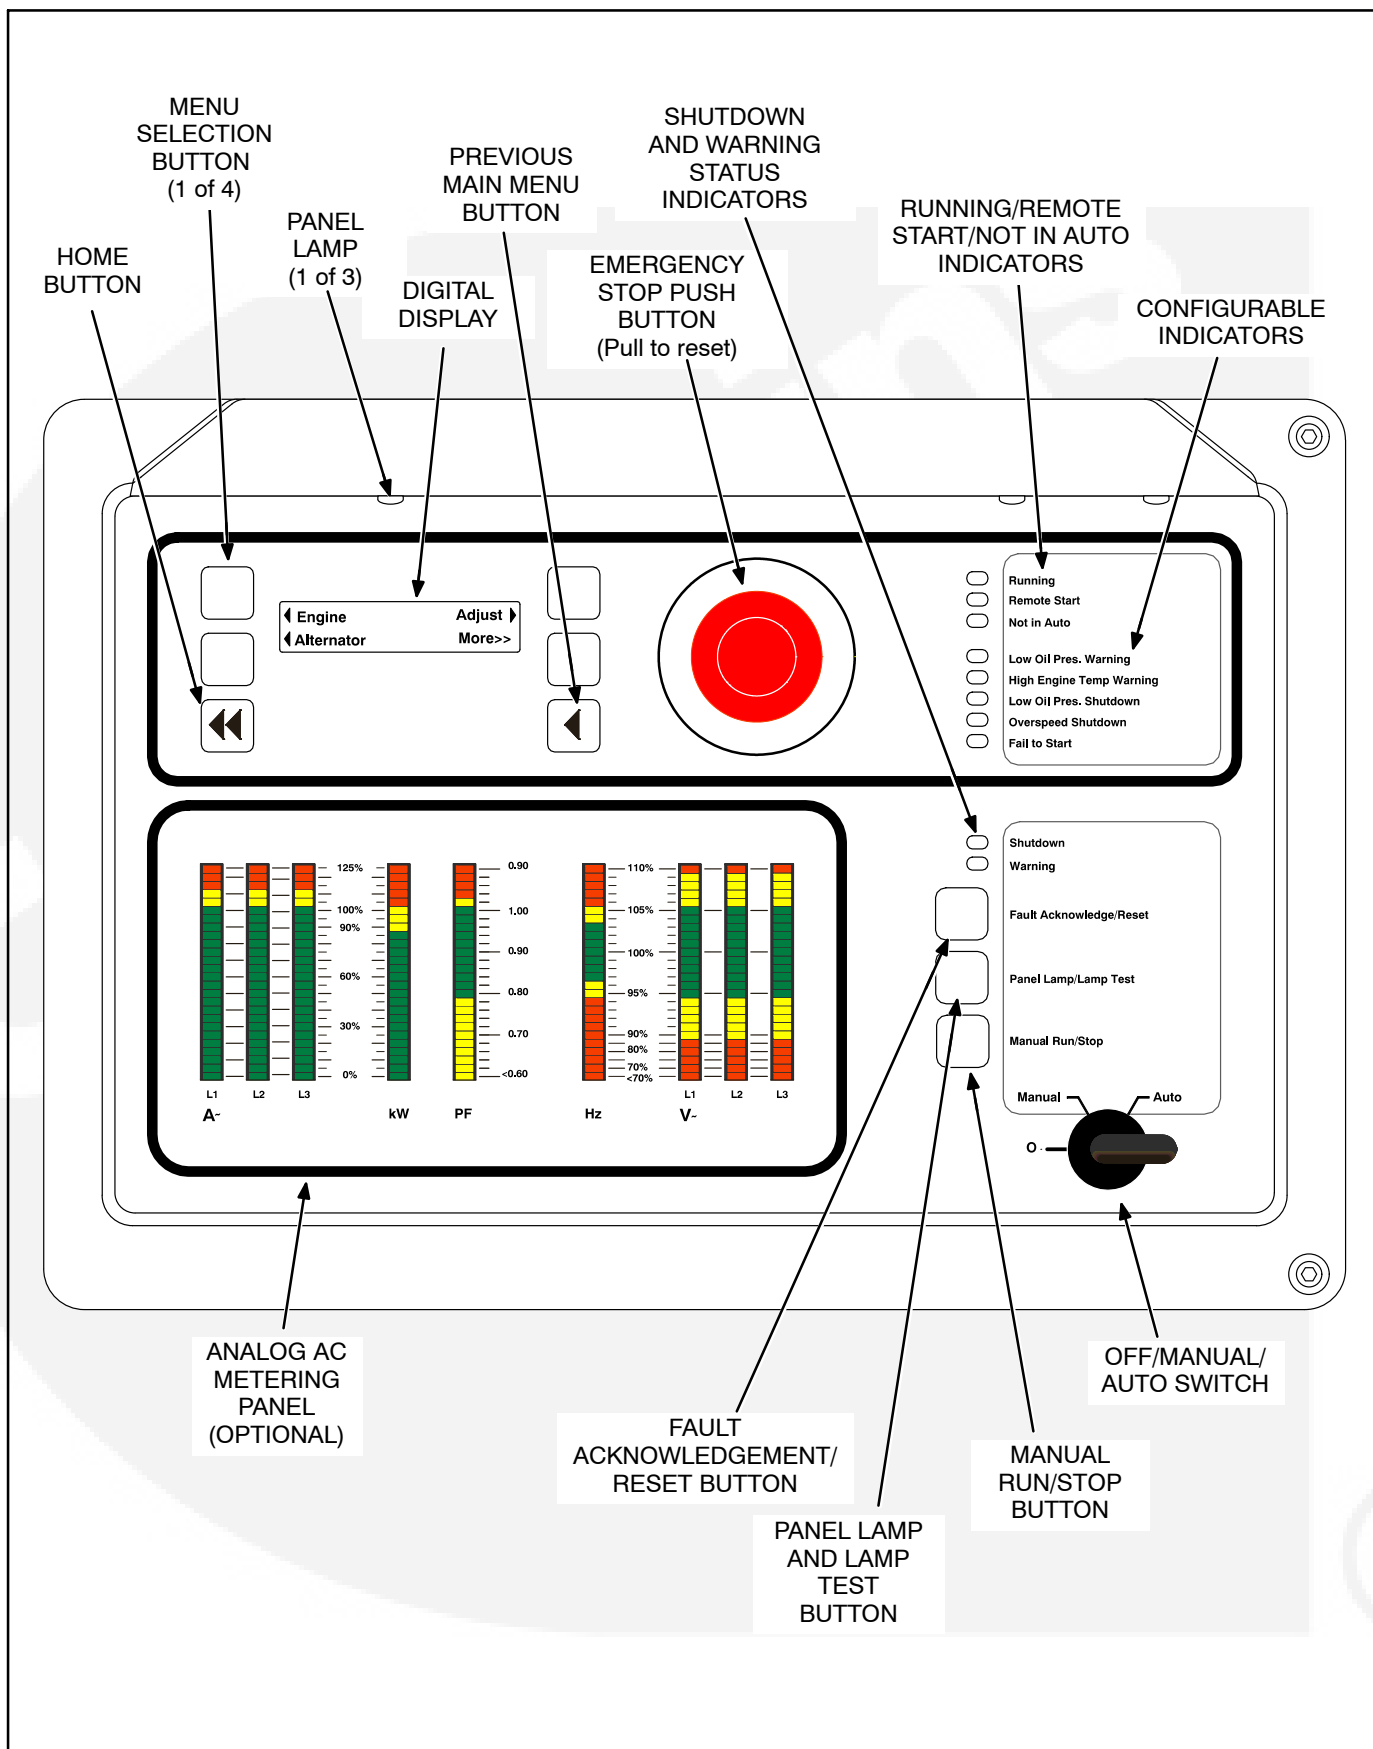 MENU
SELECTION
BUTTON
(1 of 4)
PREVIOUS
MAIN MENU
BUTTON
SHUTDOWN
AND WARNING
STATUS
INDICATORS
RUNNING/REMOTE
START/NOT IN AUTO
INDICATORS
PANEL
LAMP
(1 of 3)
HOME
BUTTON
DIGITAL
DISPLAY
EMERGENCY
STOP PUSH
BUTTON
(Pull to reset)
CONFIGURABLE
INDICATORS
Engine
Adjust
Alternator
More>>
Running
Remote Start
Not in Auto
Low Oil Pres. Warning
High Engine Temp Warning
Low Oil Pres. Shutdown
Overspeed Shutdown
Fail to Start
125%
100%
90%
60%
30%
0%
0.90
1.00
0.90
0.80
0.70
<0.60
110%
105%
100%
95%
90%
80%
70%
<70%
L1
L2
L3
L1
L2
L3
A~
kW
PF
Hz
V~
Shutdown
Warning
Fault Acknowledge/Reset
Panel Lamp/Lamp Test
Manual Run/Stop
Manual
Auto
O
ANALOG AC
METERING
PANEL
(OPTIONAL)
OFF/MANUAL/
AUTO SWITCH
FAULT
ACKNOWLEDGEMENT/
RESET BUTTON
MANUAL
RUN/STOP
BUTTON
PANEL LAMP
AND LAMP
TEST
BUTTON